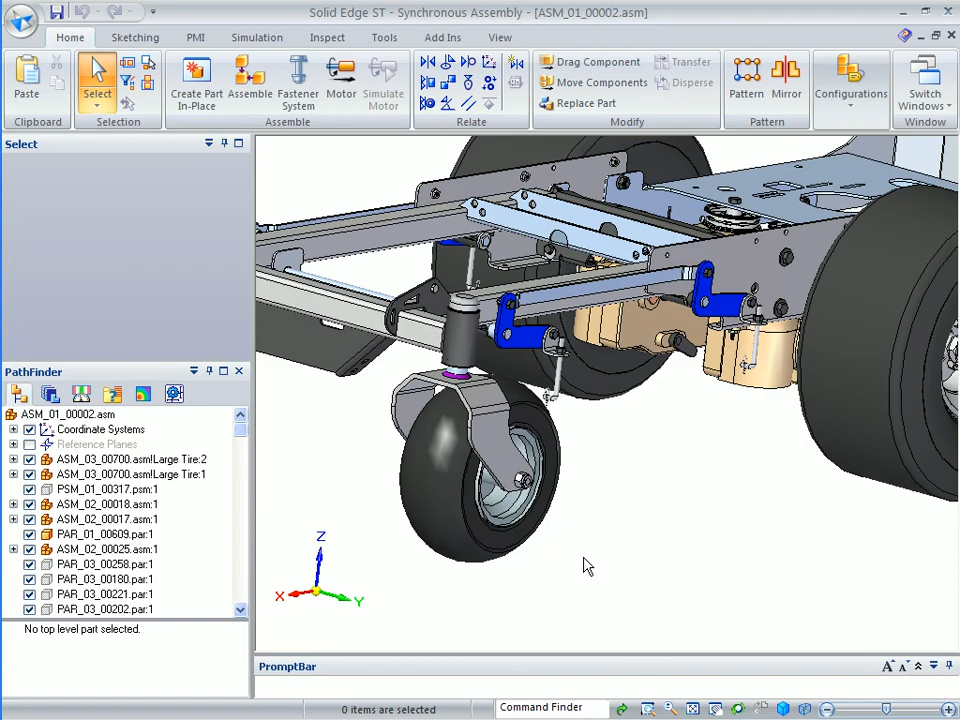 Solid Edge ST - Synchronous Assembly - [ASM_01_00002.asm]
Home Sketching PMI Simulation Inspect Tools Add Ins View
Paste
Clipboard
Select
Selection
Create Part In-Place
Assemble
Fastener System
Motor
Simulate Motor
Assemble
Relate
Drag Component
Move Components
Replace Part
Transfer
Disperse
Modify
Pattern
Mirror
Pattern
Configurations
Switch Windows
Window
Select
PathFinder
ASM_01_00002.asm
Coordinate Systems
Reference Planes
ASM_03_00700.asm!Large Tire:2
ASM_03_00700.asm!Large Tire:1
PSM_01_00317.psm:1
ASM_02_00018.asm:1
ASM_02_00017.asm:1
PAR_01_00609.par:1
ASM_02_00025.asm:1
PAR_03_00258.par:1
PAR_03_00180.par:1
PAR_03_00221.par:1
PAR_03_00202.par:1
No top level part selected.
Z
X
Y
PromptBar
0 items are selected
Command Finder